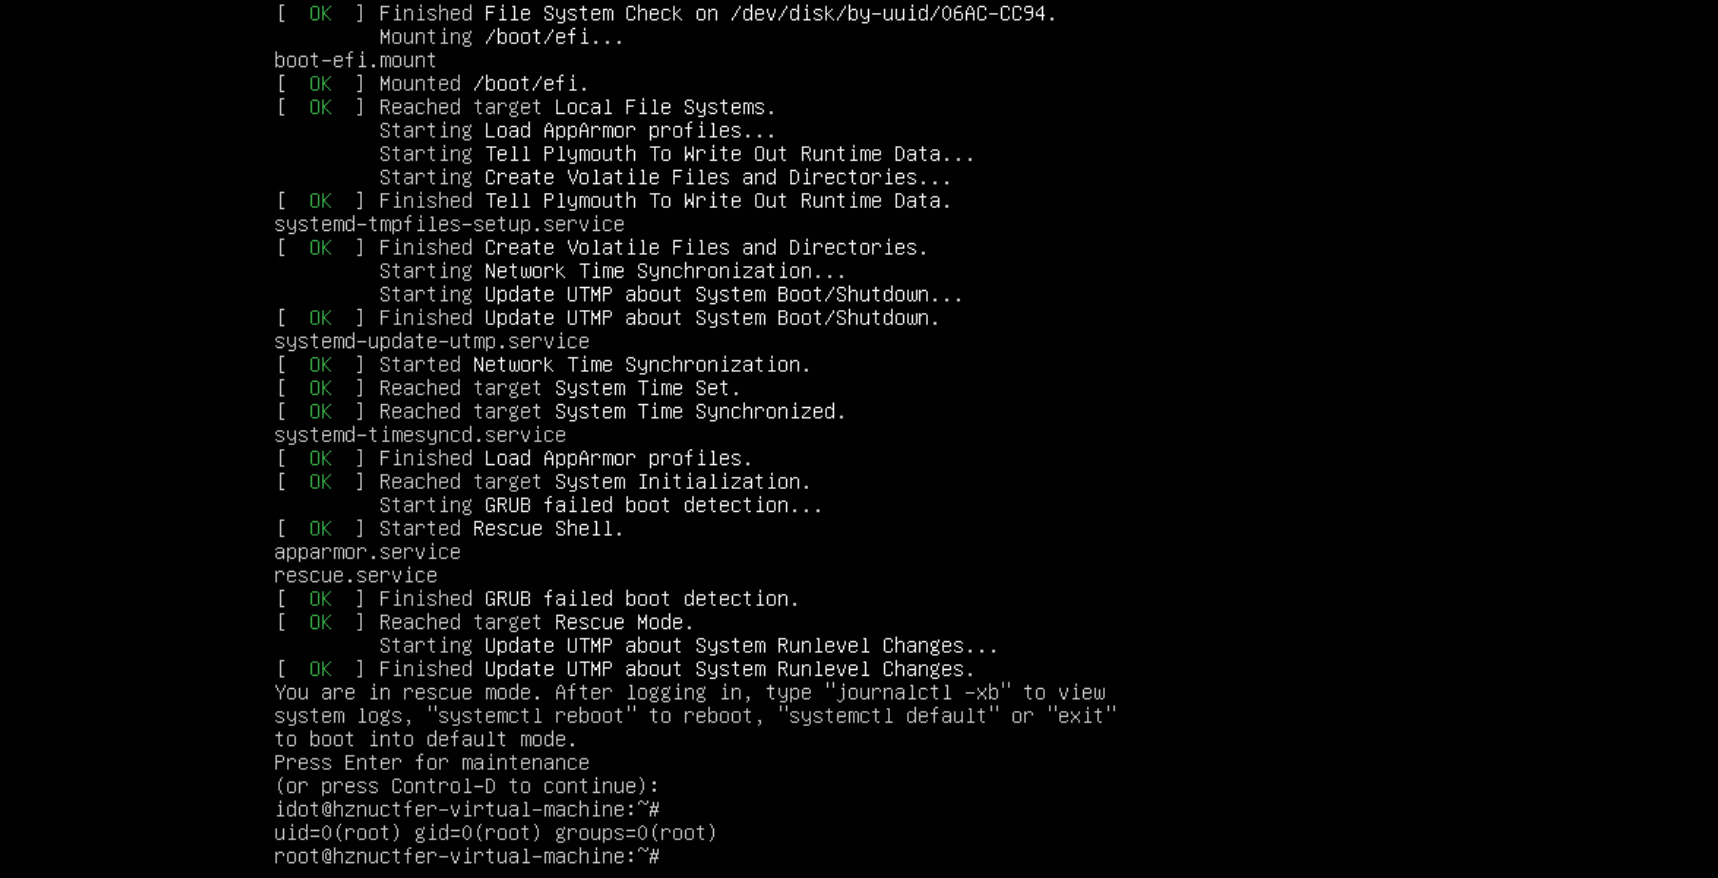 [  OK  ] Finished File System Check on /dev/disk/by-uuid/06AC-CC94.
         Mounting /boot/efi...
boot-efi.mount
[  OK  ] Mounted /boot/efi.
[  OK  ] Reached target Local File Systems.
         Starting Load AppArmor profiles...
         Starting Tell Plymouth To Write Out Runtime Data...
         Starting Create Volatile Files and Directories...
[  OK  ] Finished Tell Plymouth To Write Out Runtime Data.
systemd-tmpfiles-setup.service
[  OK  ] Finished Create Volatile Files and Directories.
         Starting Network Time Synchronization...
         Starting Update UTMP about System Boot/Shutdown...
[  OK  ] Finished Update UTMP about System Boot/Shutdown.
systemd-update-utmp.service
[  OK  ] Started Network Time Synchronization.
[  OK  ] Reached target System Time Set.
[  OK  ] Reached target System Time Synchronized.
systemd-timesyncd.service
[  OK  ] Finished Load AppArmor profiles.
[  OK  ] Reached target System Initialization.
         Starting GRUB failed boot detection...
[  OK  ] Started Rescue Shell.
apparmor.service
rescue.service
[  OK  ] Finished GRUB failed boot detection.
[  OK  ] Reached target Rescue Mode.
         Starting Update UTMP about System Runlevel Changes...
[  OK  ] Finished Update UTMP about System Runlevel Changes.
You are in rescue mode. After logging in, type "journalctl -xb" to view
system logs, "systemctl reboot" to reboot, "systemctl default" or "exit"
to boot into default mode.
Press Enter for maintenance
(or press Control-D to continue):
idot@hznuctfer-virtual-machine:~#
uid=0(root) gid=0(root) groups=0(root)
root@hznuctfer-virtual-machine:~#